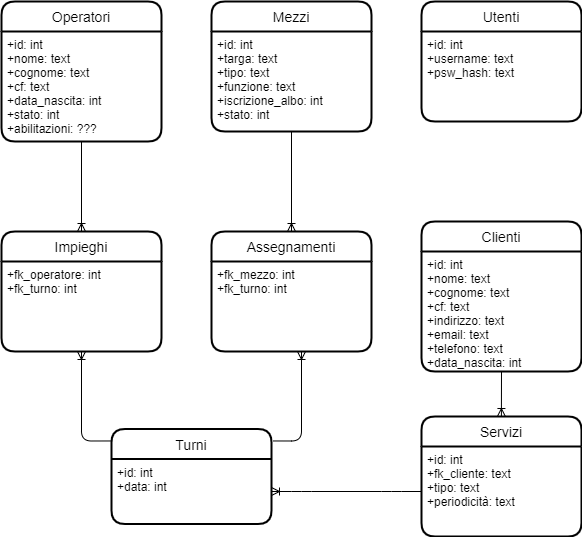 Operatori
+id: int
+nome: text
+cognome: text
+cf: text
+data_nascita: int
+stato: int
+abilitazioni: ???
Mezzi
+id: int
+targa: text
+tipo: text
+funzione: text
+iscrizione_albo: int
+stato: int
Utenti
+id: int
+username: text
+psw_hash: text
Impieghi
+fk_operatore: int
+fk_turno: int
Assegnamenti
+fk_mezzo: int
+fk_turno: int
Clienti
+id: int
+nome: text
+cognome: text
+cf: text
+indirizzo: text
+email: text
+telefono: text
+data_nascita: int
Turni
+id: int
+data: int
Servizi
+id: int
+fk_cliente: text
+tipo: text
+periodicità: text